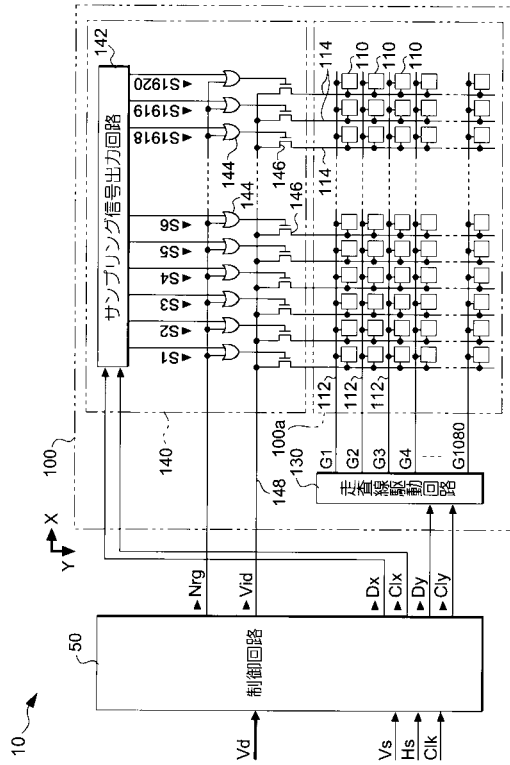 10
50
制御回路
Vd
Vs
Hs
Clk
Y
X
▶Nrg
▶Vid
▶Dx
▶Clx
▶Dy
▶Cly
100
140
142
サンプリング信号出力回路
◀S1
◀S2
◀S3
◀S4
◀S5
◀S6
◀S1918
◀S1919
◀S1920
144
144
146
146
148
100a
130
走査線駆動回路
G1
G2
G3
G4
G1080
112
112
112
114
114
110
110
110